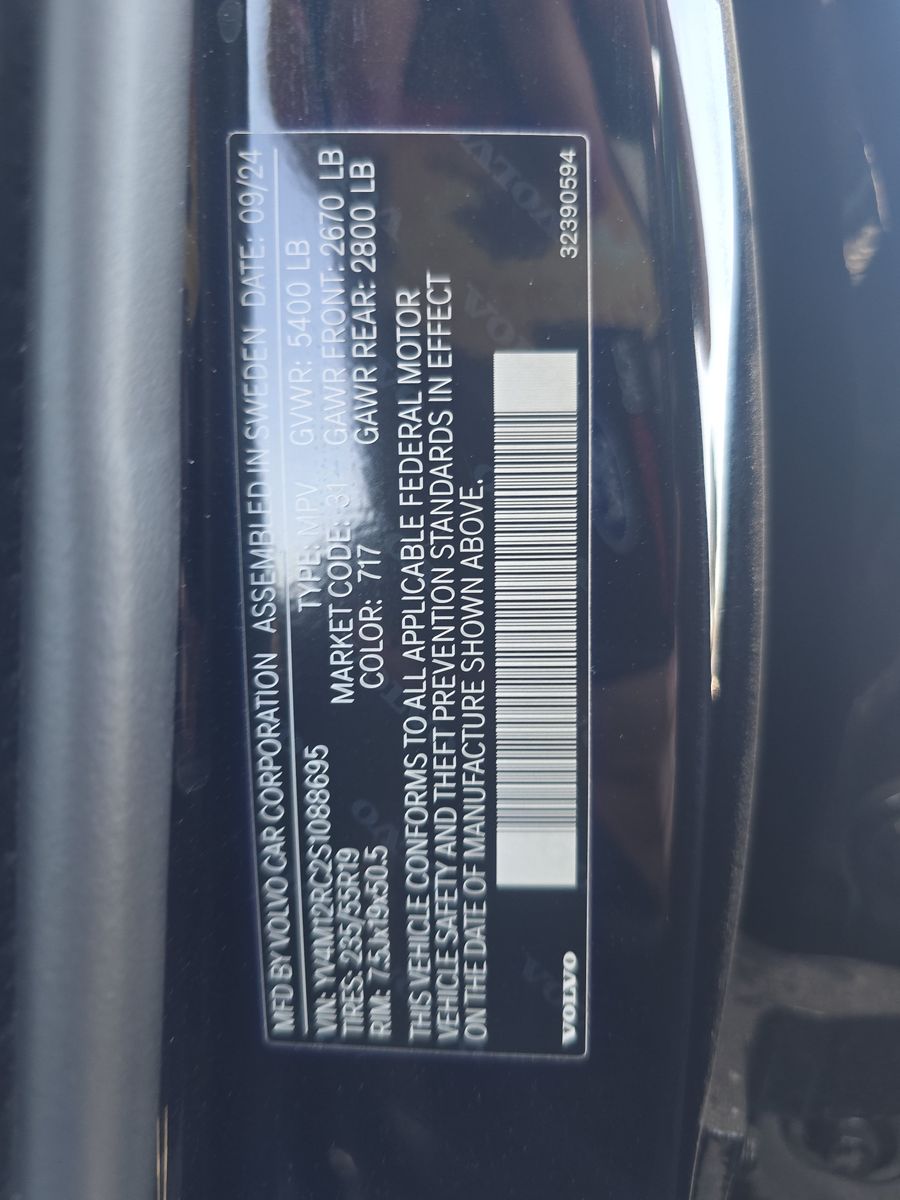 MFD BY VOLVO CAR CORPORATION ASSEMBLED IN SWEDEN DATE: 09/24
VIN: YV4M12RC2S1088695 TYPE: MPV GVWR: 5400 LB
TIRES: 235/55R19 MARKET CODE: 31 GAWR FRONT: 2670 LB
RIM: 7.5Jx19x50.5 COLOR: 717 GAWR REAR: 2800 LB
THIS VEHICLE CONFORMS TO ALL APPLICABLE FEDERAL MOTOR
VEHICLE SAFETY AND THEFT PREVENTION STANDARDS IN EFFECT
ON THE DATE OF MANUFACTURE SHOWN ABOVE.
VOLVO 32390594